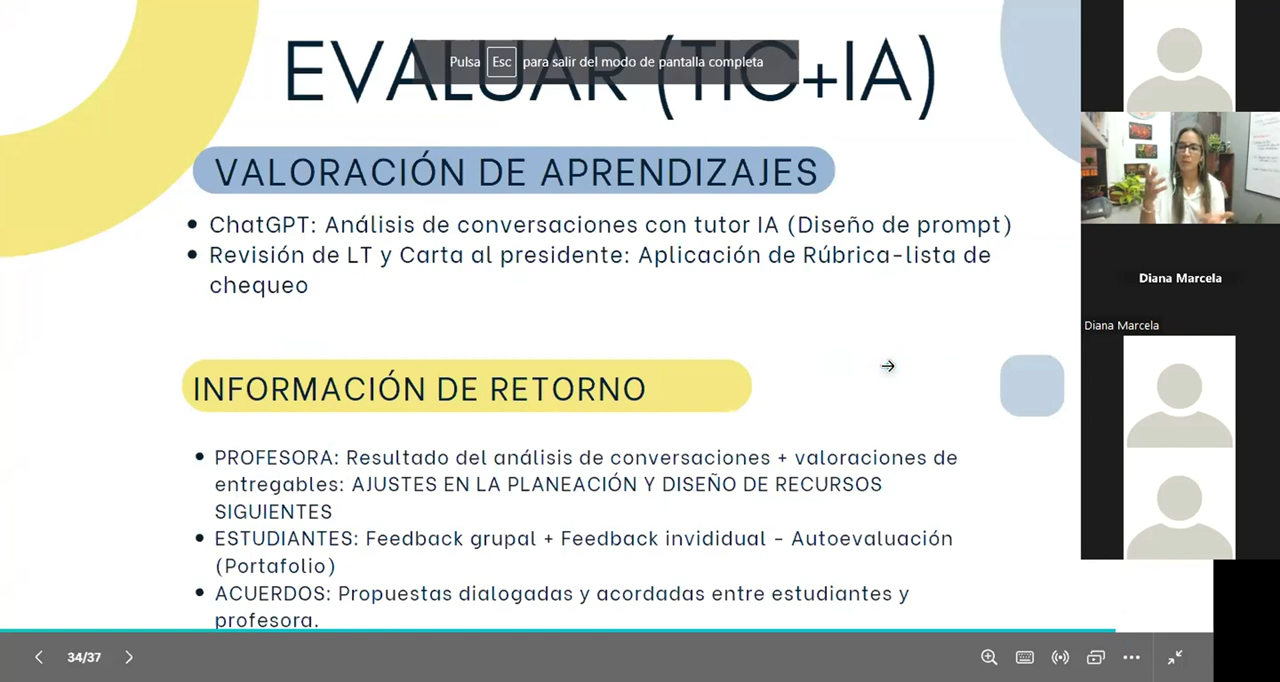 EVALUAR (TIC+IA)
Pulsa Esc para salir del modo de pantalla completa
VALORACIÓN DE APRENDIZAJES
• ChatGPT: Análisis de conversaciones con tutor IA (Diseño de prompt)
• Revisión de LT y Carta al presidente: Aplicación de Rúbrica-lista de
chequeo
INFORMACIÓN DE RETORNO
• PROFESORA: Resultado del análisis de conversaciones + valoraciones de
entregables: AJUSTES EN LA PLANEACIÓN Y DISEÑO DE RECURSOS
SIGUIENTES
• ESTUDIANTES: Feedback grupal + Feedback invididual - Autoevaluación
(Portafolio)
• ACUERDOS: Propuestas dialogadas y acordadas entre estudiantes y
profesora.
34/37
Diana Marcela
Diana Marcela